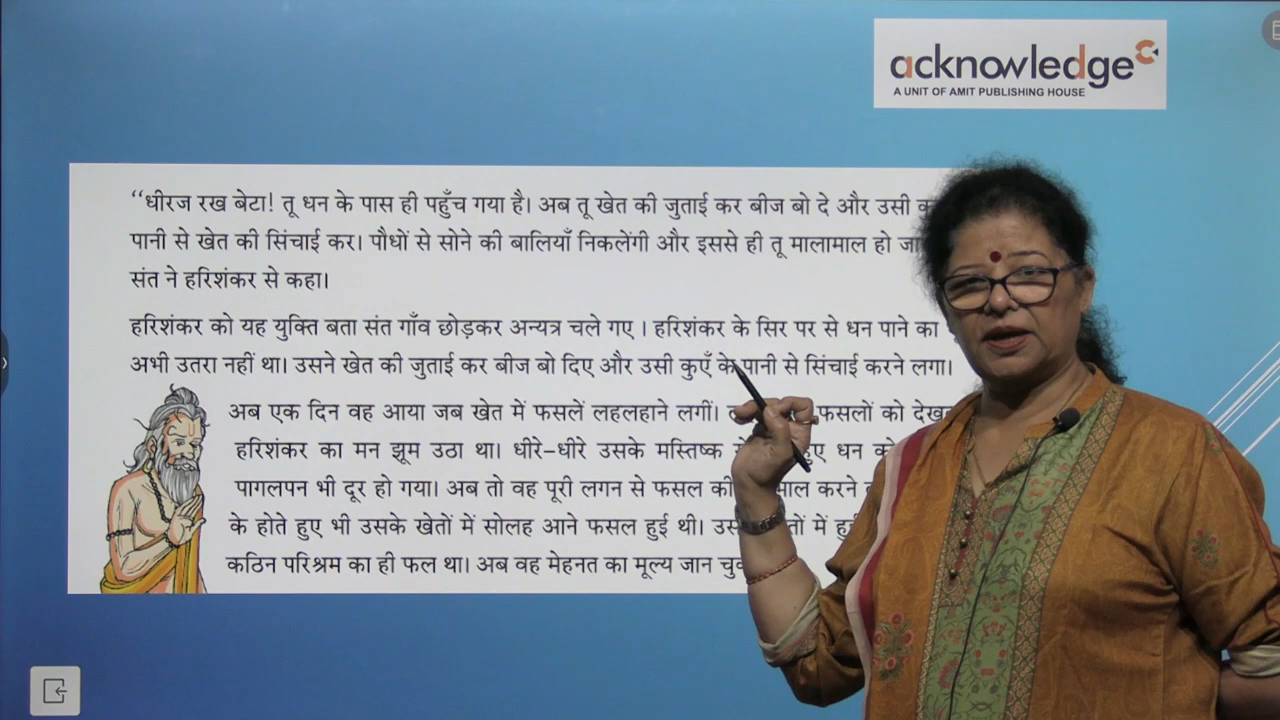 acknowledge
A UNIT OF AMIT PUBLISHING HOUSE
“धीरज रख बेटा! तू धन के पास ही पहुँच गया है। अब तू खेत की जुताई कर बीज बो दे और उसी
पानी से खेत की सिंचाई कर। पौधों से सोने की बालियाँ निकलेंगी और इससे ही तू मालामाल हो
संत ने हरिशंकर से कहा।
हरिशंकर को यह युक्ति बता संत गाँव छोड़कर अन्यत्र चले गए । हरिशंकर के सिर पर से धन पाने का
अभी उतरा नहीं था। उसने खेत की जुताई कर बीज बो दिए और उसी कुएँ के पानी से सिंचाई करने लगा।
अब एक दिन वह आया जब खेत में फसलें लहलहाने लगीं। फसलों को
हरिशंकर का मन झूम उठा था। धीरे–धीरे उसके मस्तिष्क हुए धन
पागलपन भी दूर हो गया। अब तो वह पूरी लगन से फसल की करने
के होते हुए भी उसके खेतों में सोलह आने फसल हुई थी। में
कठिन परिश्रम का ही फल था। अब वह मेहनत का मूल्य जान